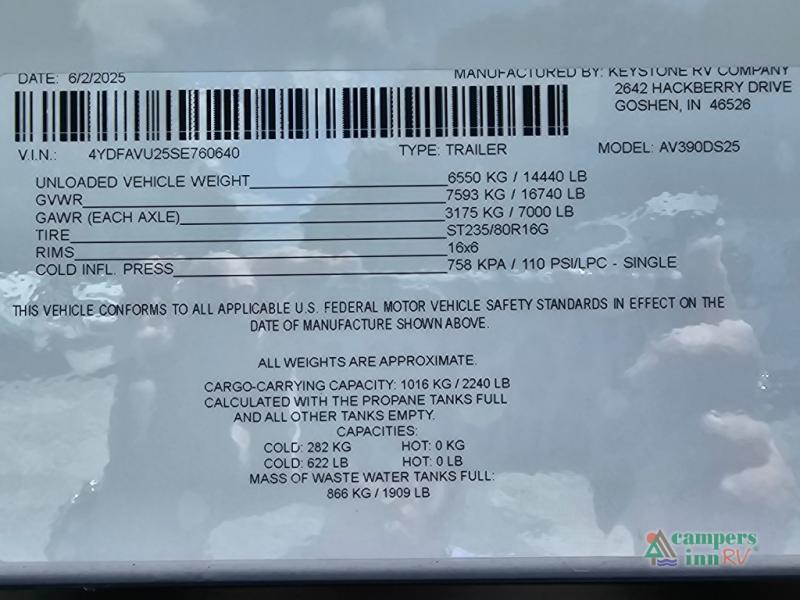 DATE: 6/2/2025 MANUFACTURED BY: KEYSTONE RV COMPANY
2642 HACKBERRY DRIVE
GOSHEN, IN 46526
V.I.N.: 4YDFAVU25SE760640 TYPE: TRAILER MODEL: AV390DS25
UNLOADED VEHICLE WEIGHT 6550 KG / 14440 LB
GVWR 7593 KG / 16740 LB
GAWR (EACH AXLE) 3175 KG / 7000 LB
TIRE ST235/80R16G
RIMS 16x6
COLD INFL. PRESS 758 KPA / 110 PSI/LPC - SINGLE
THIS VEHICLE CONFORMS TO ALL APPLICABLE U.S. FEDERAL MOTOR VEHICLE SAFETY STANDARDS IN EFFECT ON THE
DATE OF MANUFACTURE SHOWN ABOVE.
ALL WEIGHTS ARE APPROXIMATE.
CARGO-CARRYING CAPACITY: 1016 KG / 2240 LB
CALCULATED WITH THE PROPANE TANKS FULL
AND ALL OTHER TANKS EMPTY.
CAPACITIES:
COLD: 282 KG HOT: 0 KG
COLD: 622 LB HOT: 0 LB
MASS OF WASTE WATER TANKS FULL:
866 KG / 1909 LB
campers
inn RV